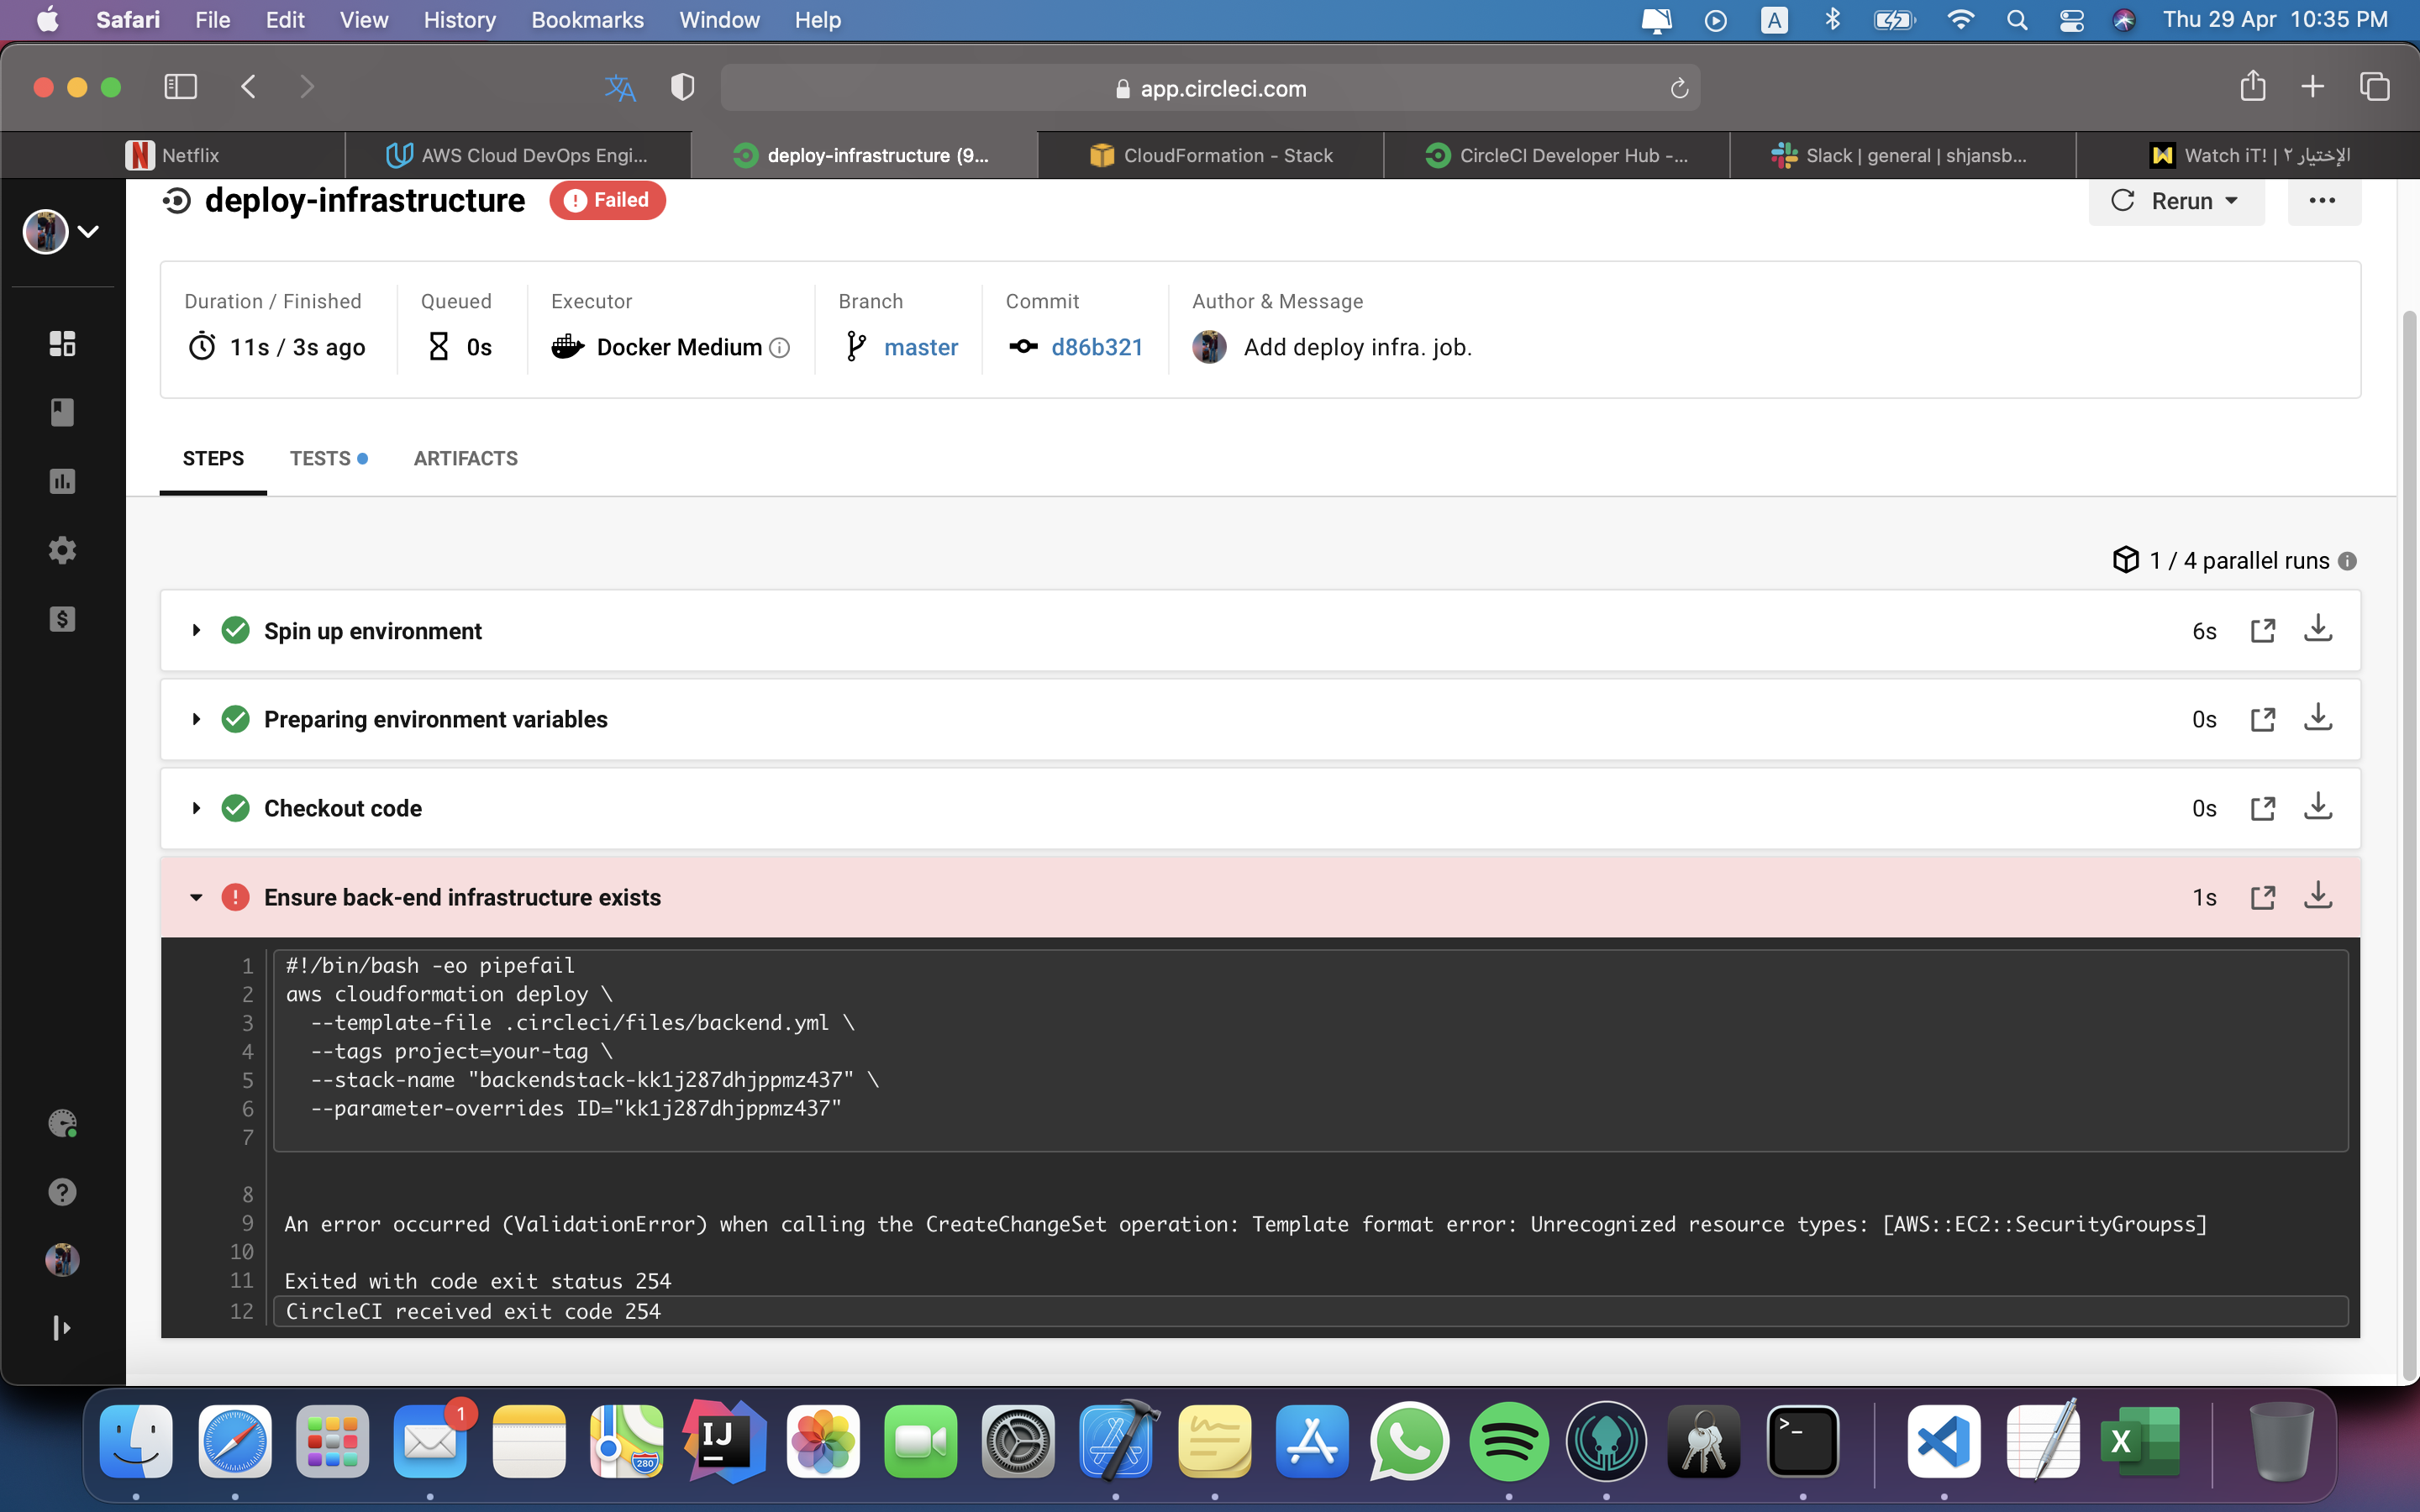 Safari File Edit View History Bookmarks Window Help A Thu 29 Apr 10:35 PM
app.circleci.com
Netflix
AWS Cloud DevOps Engi...
deploy-infrastructure (9...
CloudFormation - Stack
CircleCI Developer Hub -...
Slack | general | shjansb...
Watch iT! | الإختيار ٢
deploy-infrastructure
Failed
Rerun
Duration / Finished Queued Executor Branch Commit Author & Message
11s / 3s ago 0s Docker Medium master d86b321 Add deploy infra. job.
STEPS TESTS ARTIFACTS
1 / 4 parallel runs
Spin up environment 6s
Preparing environment variables 0s
Checkout code 0s
Ensure back-end infrastructure exists 1s
1 #!/bin/bash -eo pipefail
2 aws cloudformation deploy \
3 --template-file .circleci/files/backend.yml \
4 --tags project=your-tag \
5 --stack-name "backendstack-kk1j287dhjppmz437" \
6 --parameter-overrides ID="kk1j287dhjppmz437"
7
8
9 An error occurred (ValidationError) when calling the CreateChangeSet operation: Template format error: Unrecognized resource types: [AWS::EC2::SecurityGroupss]
10
11 Exited with code exit status 254
12 CircleCI received exit code 254
1
IJ
280
>_
X